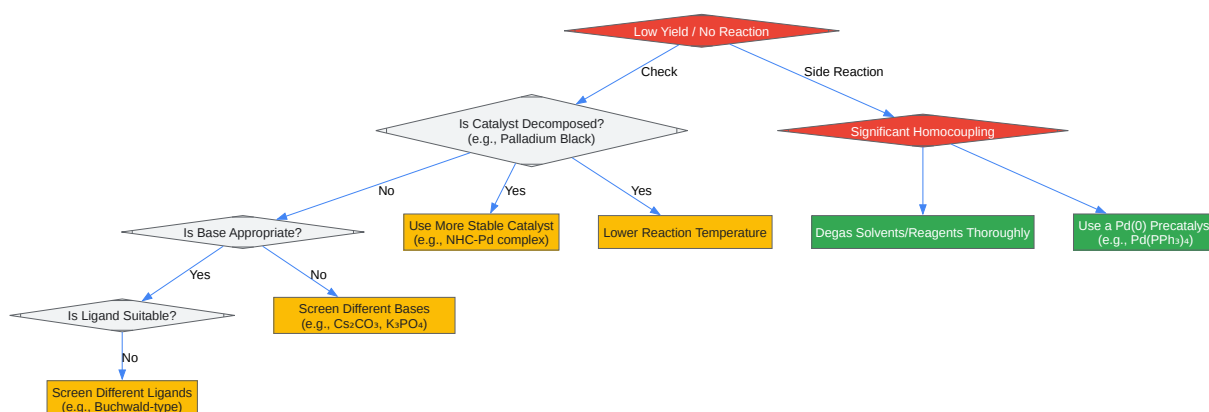 Low Yield / No Reaction
Check
Side Reaction
Is Catalyst Decomposed?
(e.g., Palladium Black)
Significant Homocoupling
No
Yes
Yes
Is Base Appropriate?
Use More Stable Catalyst
(e.g., NHC-Pd complex)
Lower Reaction Temperature
Degas Solvents/Reagents Thoroughly
Use a Pd(0) Precatalys
(e.g., Pd(PPh₃)₄)
Yes
No
Is Ligand Suitable?
Screen Different Bases
(e.g., Cs₂CO₃, K₃PO₄)
No
Screen Different Ligands
(e.g., Buchwald-type)